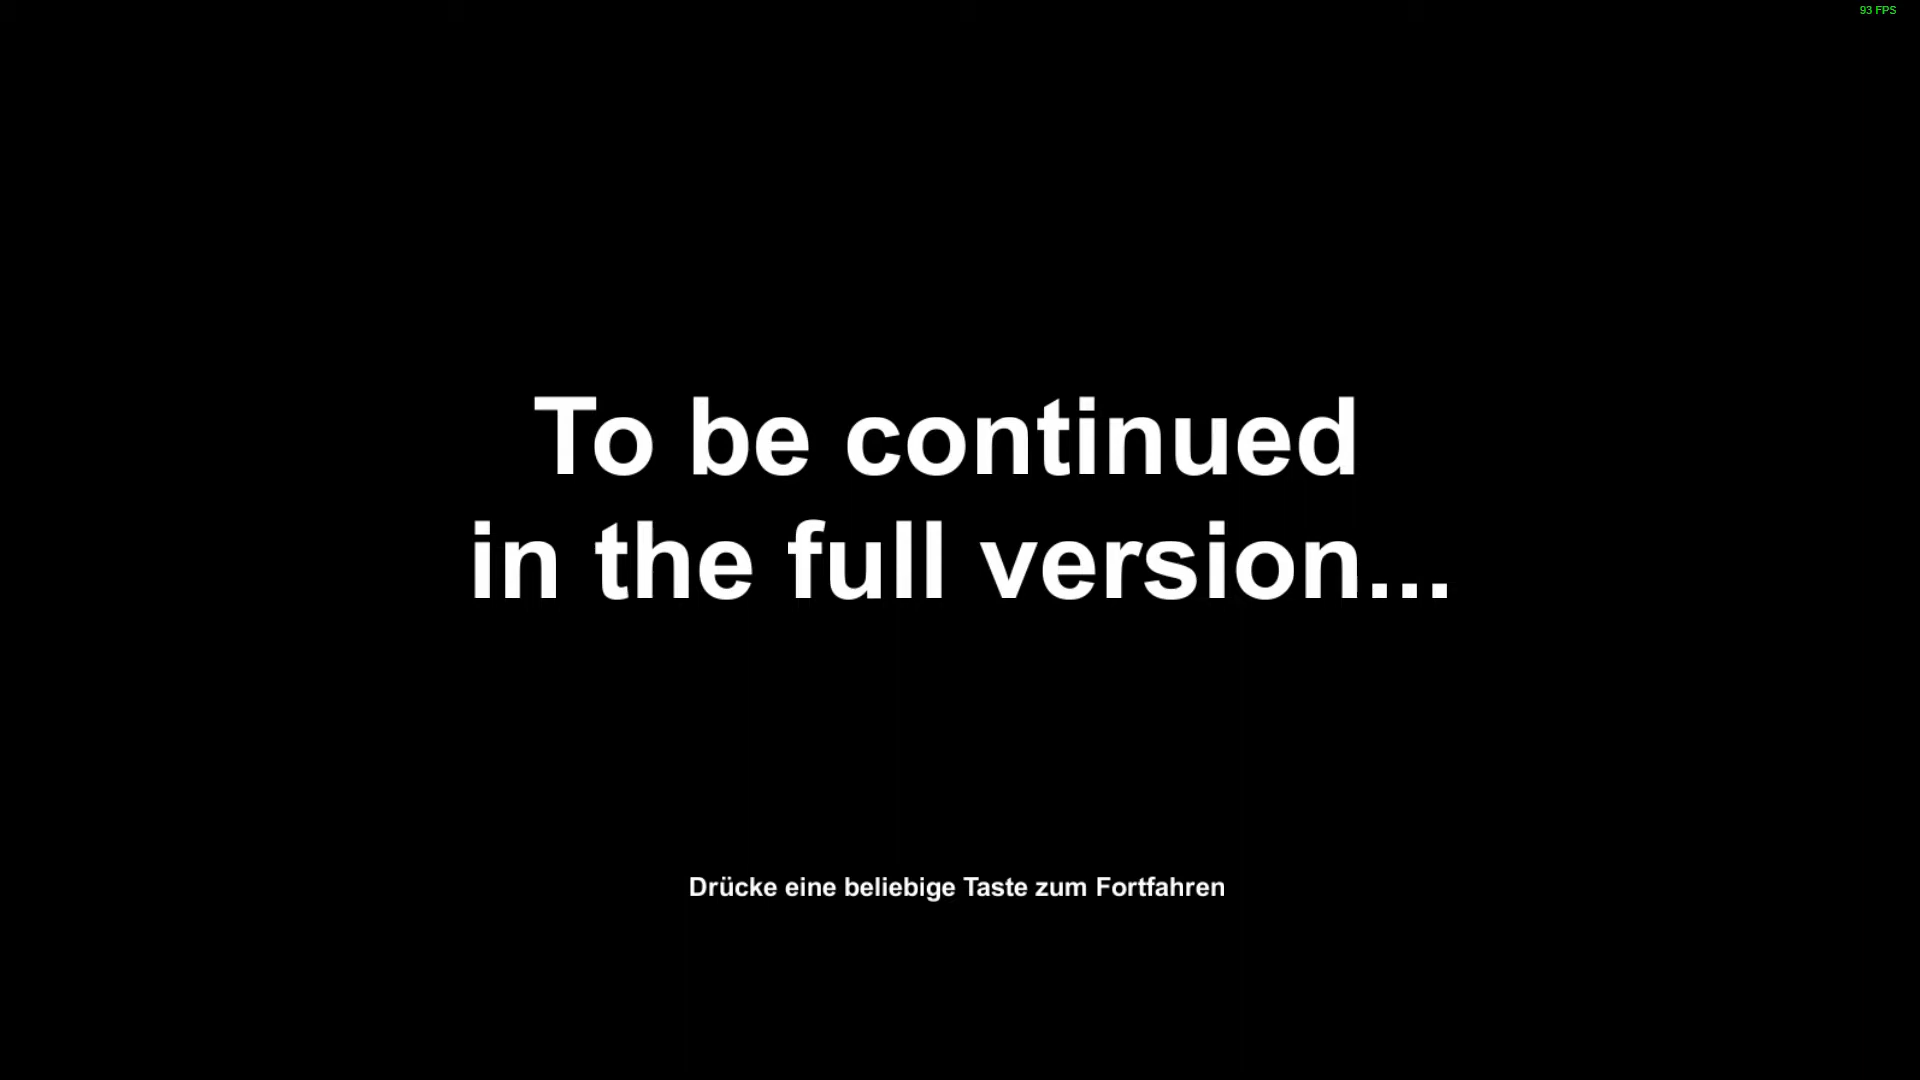 93 FPS
To be continued
in the full version...
Drücke eine beliebige Taste zum Fortfahren